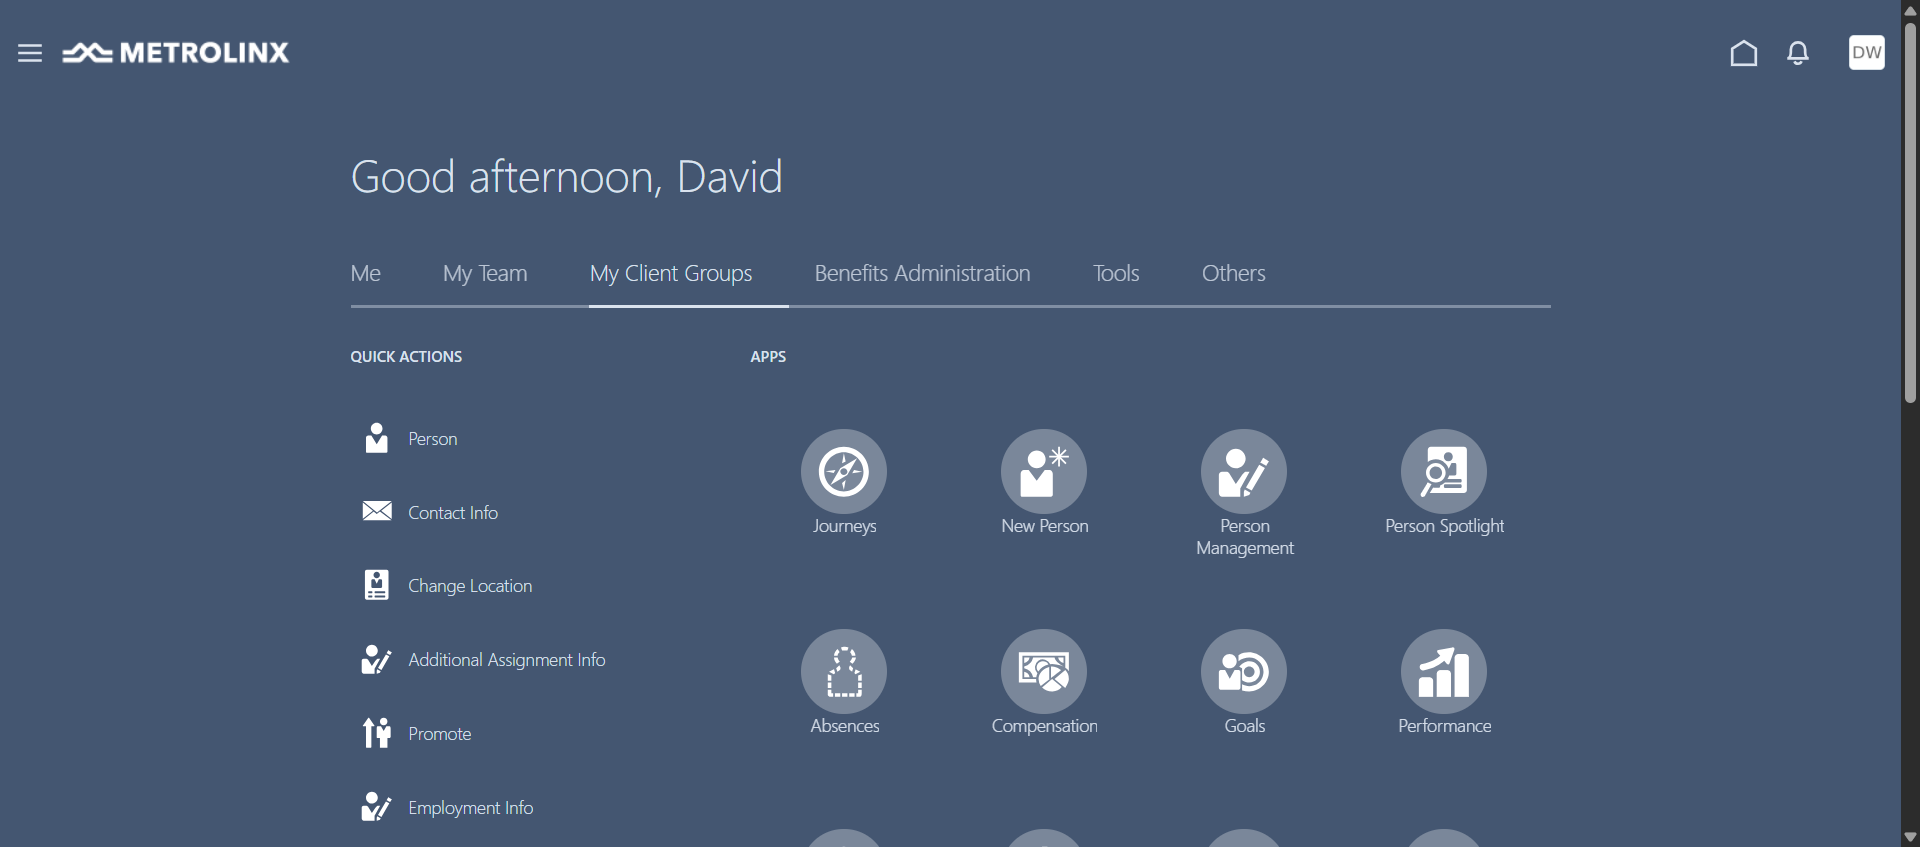 METROLINX
DW
Good afternoon, David
Me
My Team
My Client Groups
Benefits Administration
Tools
Others
QUICK ACTIONS
Person
Contact Info
Change Location
Additional Assignment Info
Promote
Employment Info
APPS
Journeys
New Person
Person
Management
Person Spotlight
Absences
Compensation
Goals
Performance